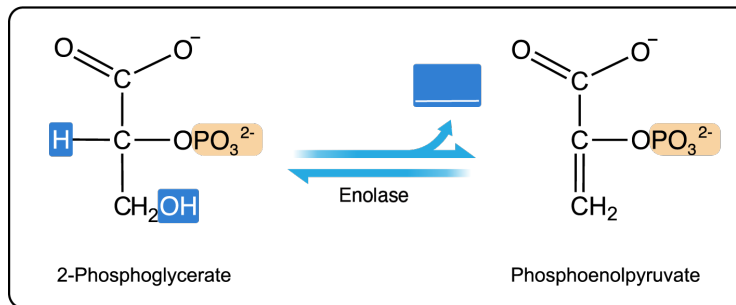 O O⁻
C
H C OPO₃²⁻
CH₂OH
2-Phosphoglycerate
Enolase
O O⁻
C
C OPO₃²⁻
CH₂
Phosphoenolpyruvate